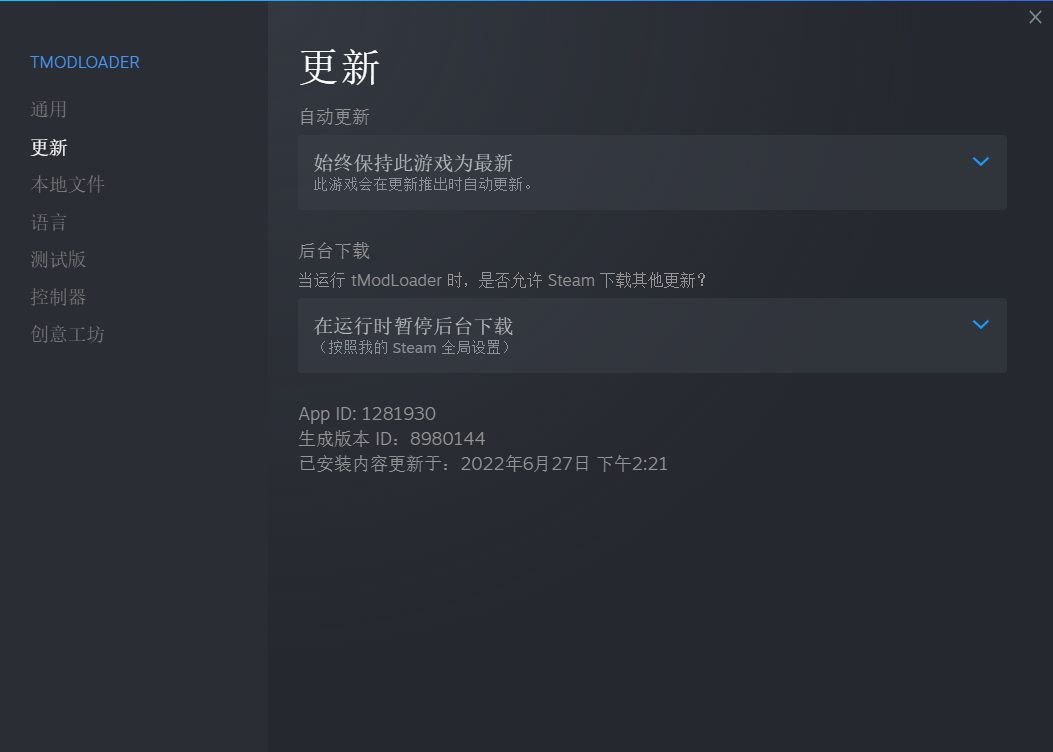 TMODLOADER
通用
更新
本地文件
语言
测试版
控制器
创意工坊
更新
自动更新
始终保持此游戏为最新
此游戏会在更新推出时自动更新。
后台下载
当运行 tModLoader 时，是否允许 Steam 下载其他更新？
在运行时暂停后台下载
（按照我的 Steam 全局设置）
App ID: 1281930
生成版本 ID：8980144
已安装内容更新于：2022年6月27日 下午2:21